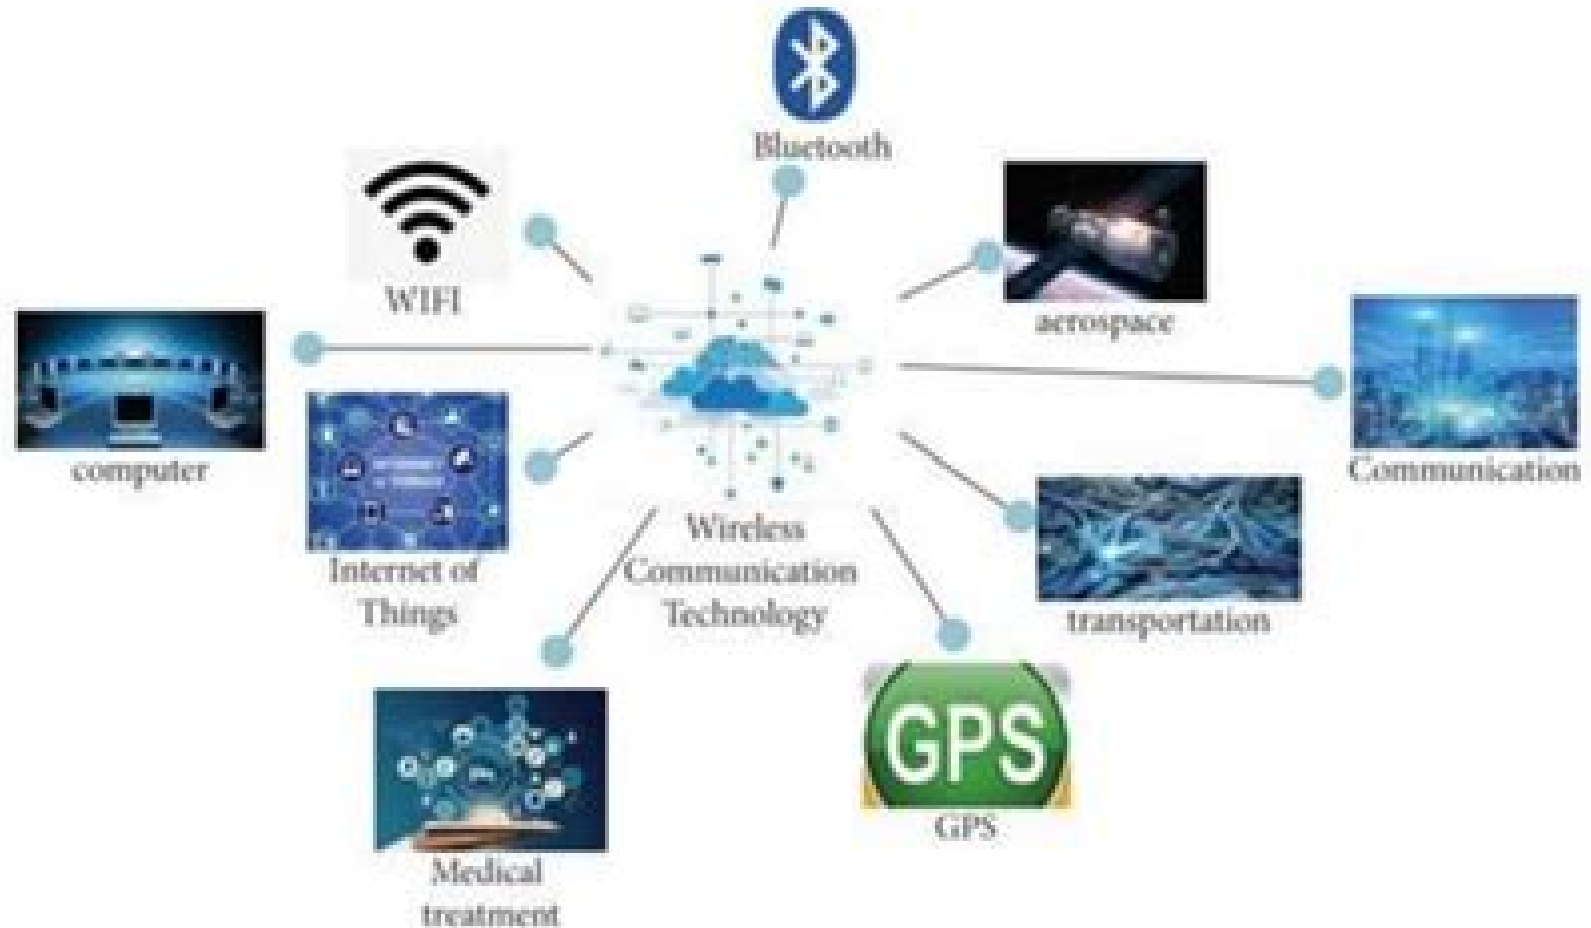 Bluetooth
WIFI
aerospace
computer
Communication
Internet of
Things
Wireless
Communication
Technology
transportation
GPS
GPS
Medical
treatment